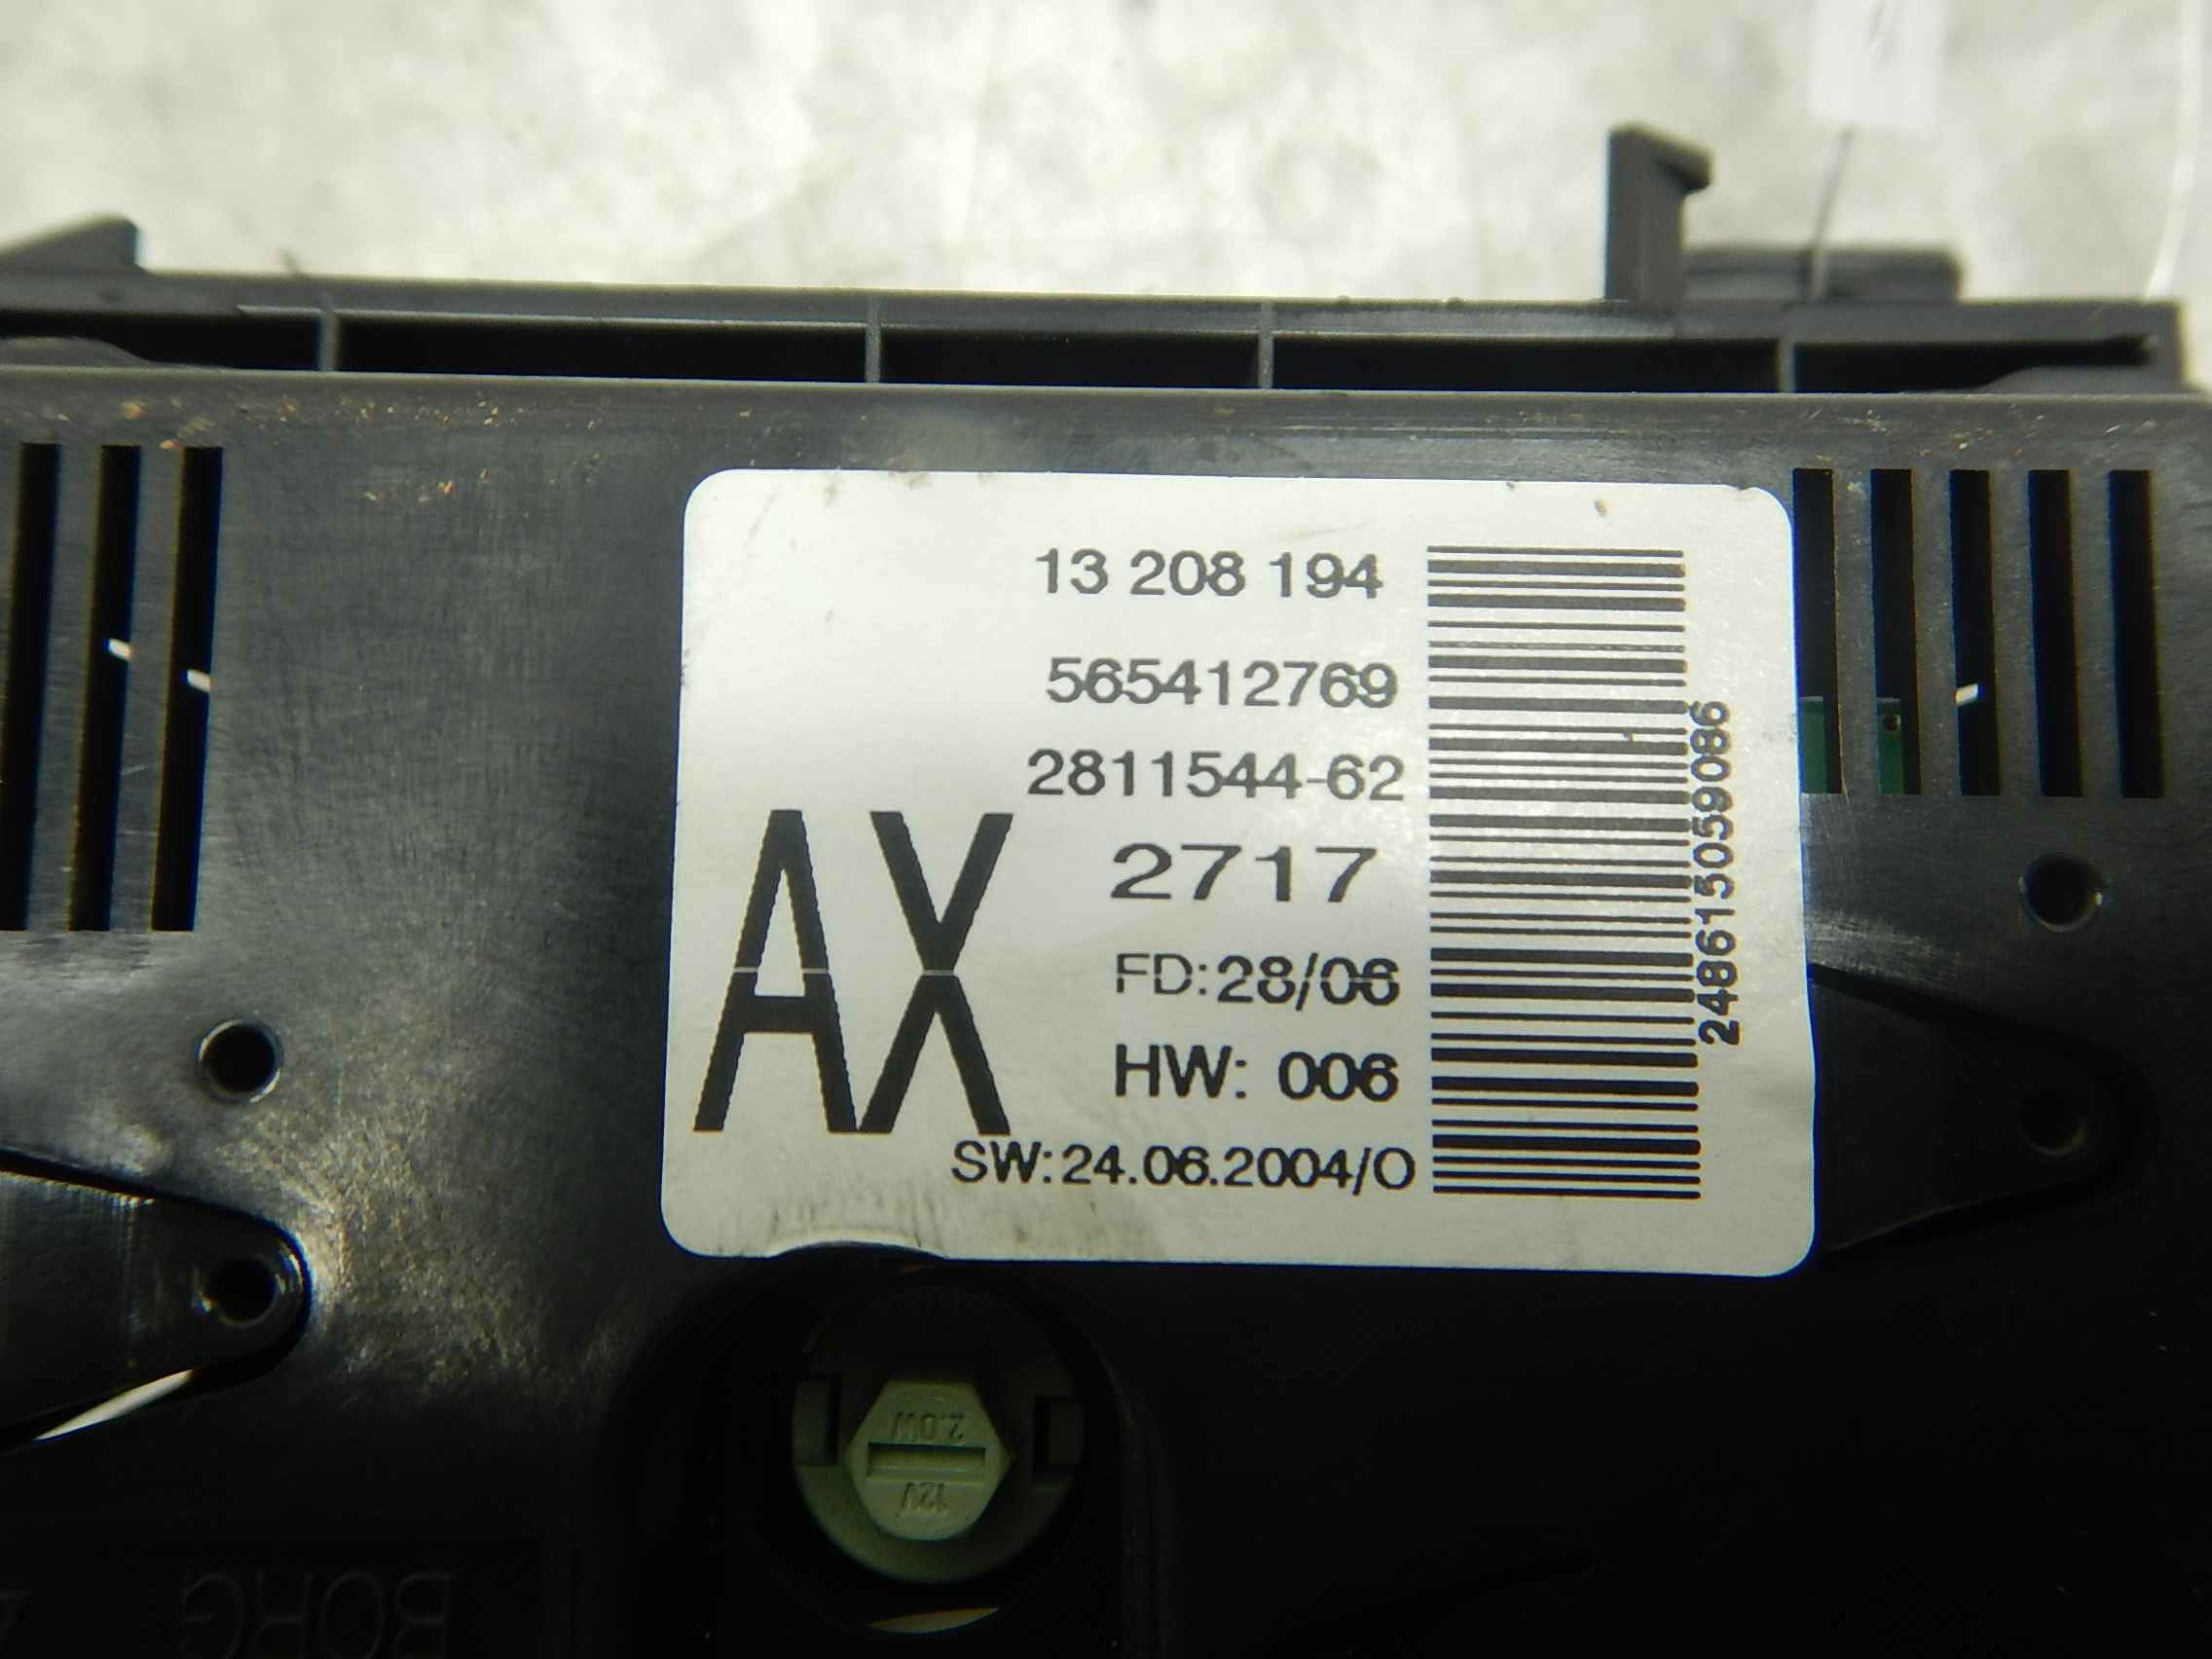 13 208 194
565412769
2811544-62
AX
2717
FD:28/06
HW: 006
SW:24.06.2004/O
248615059086
2.0W
12V
BORG